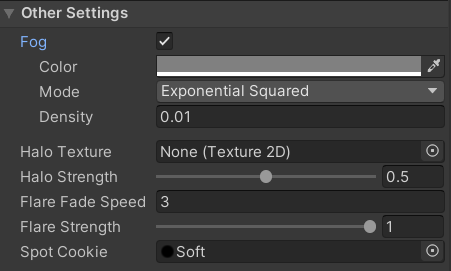 Other Settings
Fog
Color
Mode Exponential Squared
Density 0.01
Halo Texture None (Texture 2D)
Halo Strength 0.5
Flare Fade Speed 3
Flare Strength 1
Spot Cookie Soft